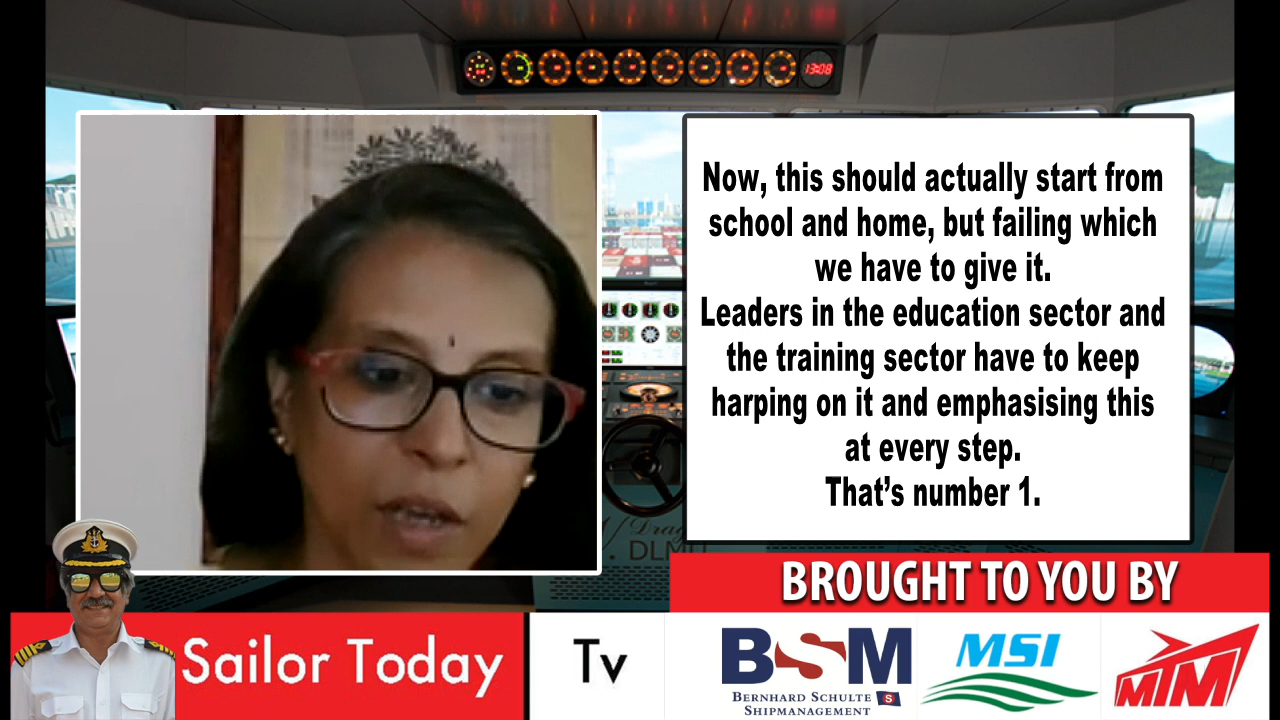 13:08
Now, this should actually start from
school and home, but failing which
we have to give it.
Leaders in the education sector and
the training sector have to keep
harping on it and emphasising this
at every step.
That's number 1.
DLMU
BROUGHT TO YOU BY
Sailor Today
Tv
BSM
BERNHARD SCHULTE
SHIPMANAGEMENT
S
MSI
MTM